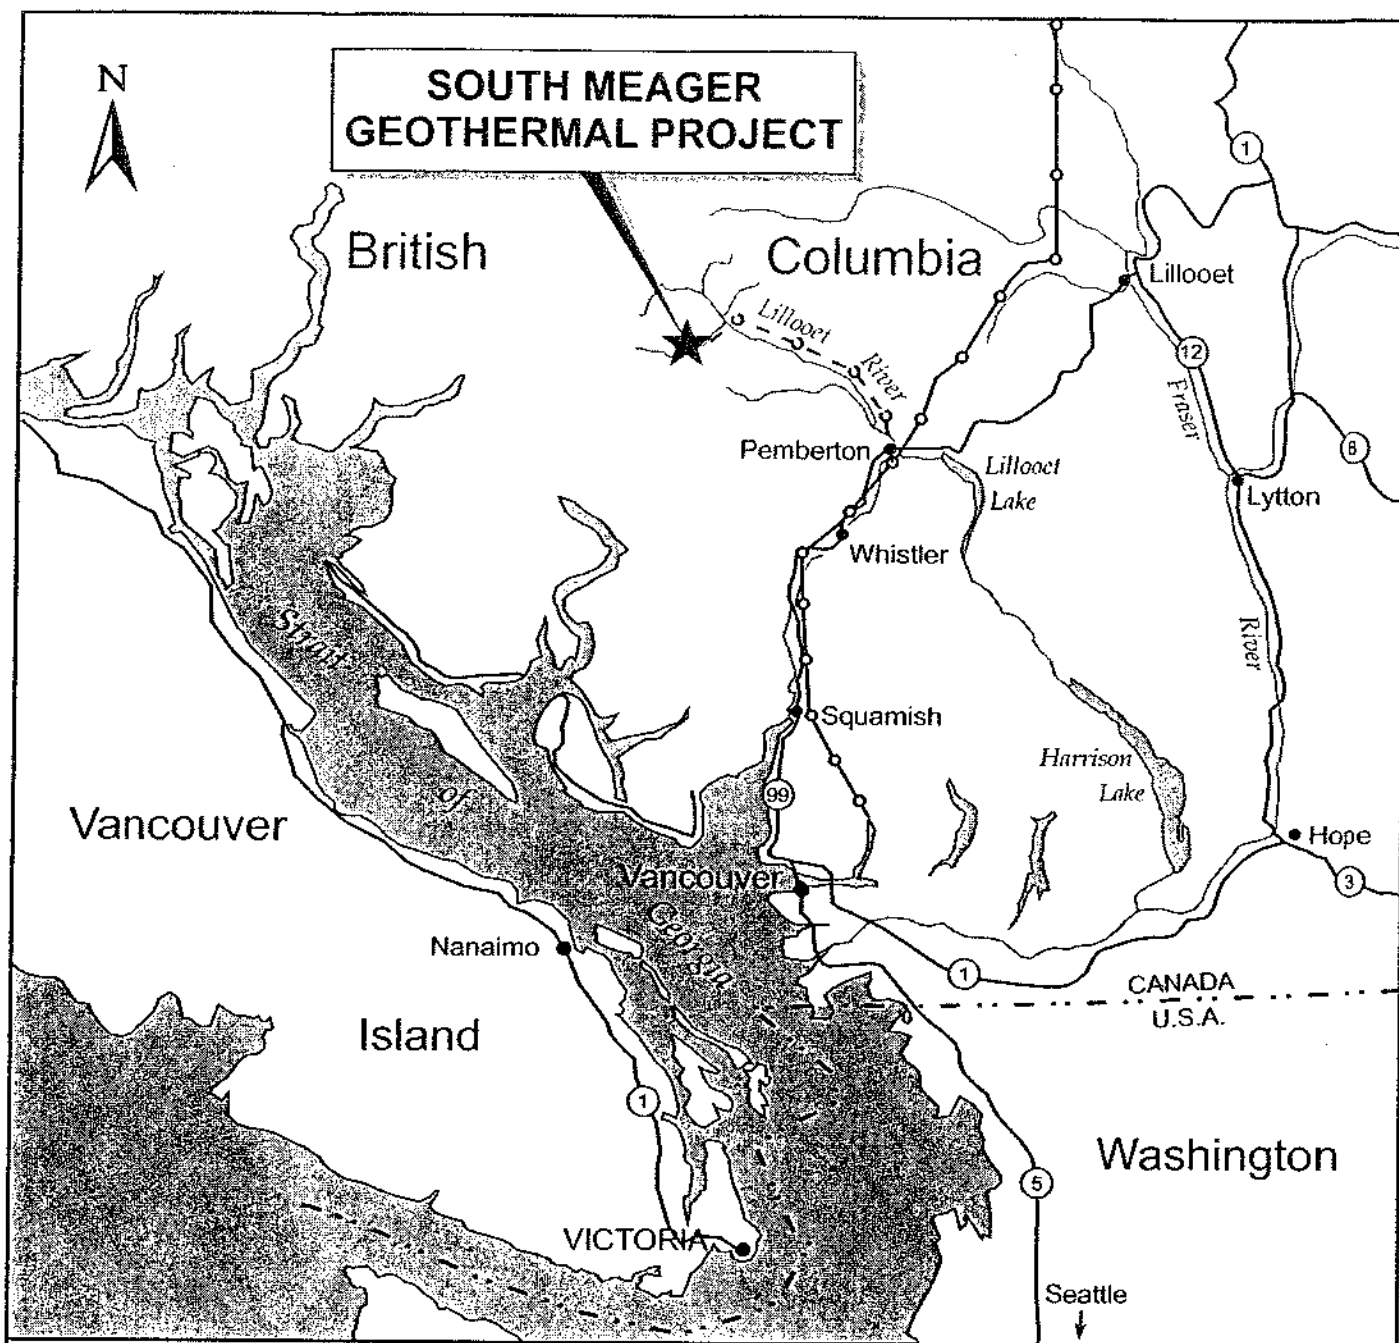 N
SOUTH MEAGER
GEOTHERMAL PROJECT
1
British
Columbia
Lillooet
Lillooet
River
12
Fraser
Pemberton
Lillooet
Lake
8
Lytton
Whistler
Strait
River
Squamish
Harrison
Lake
99
of
Vancouver
Hope
Vancouver
3
Georgia
Nanaimo
1
CANADA
U.S.A.
Island
1
Washington
5
VICTORIA
Seattle